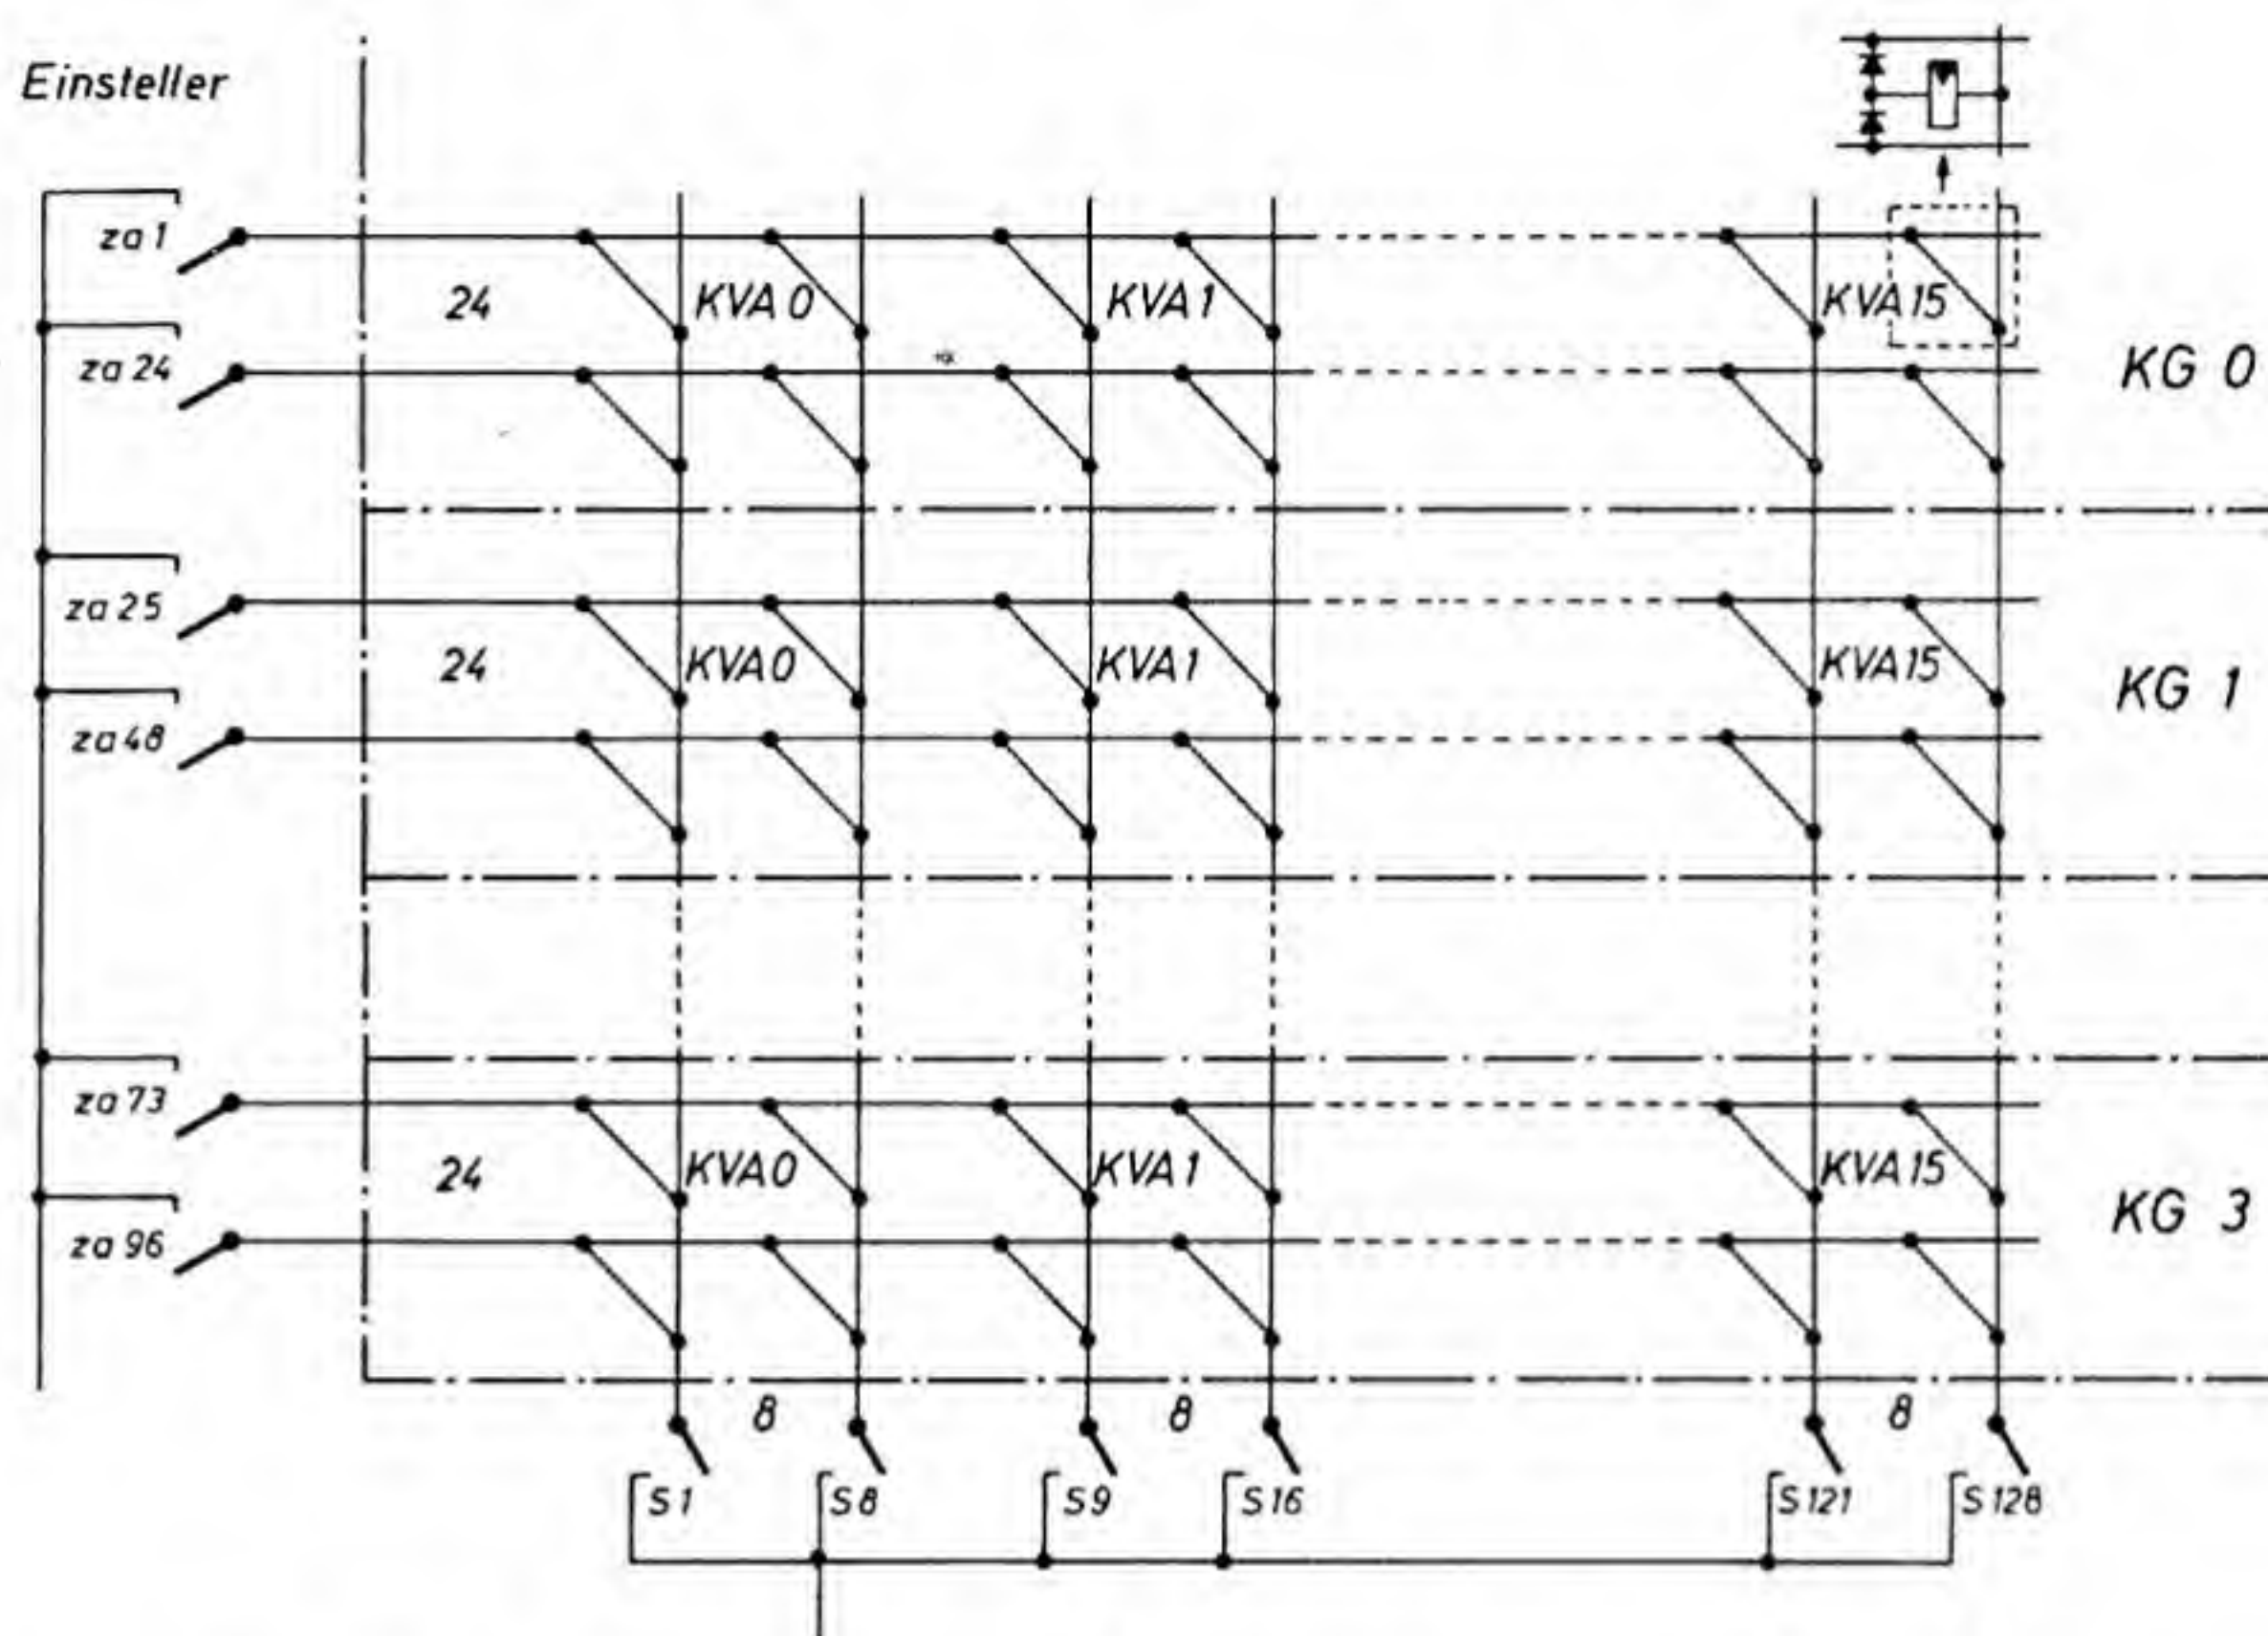 Einsteller
za 1
24 KVA 0 KVA 1 KVA 15
za 24
KG 0
za 25
24 KVA 0 KVA 1 KVA 15
KG 1
za 48
za 73
24 KVA 0 KVA 1 KVA 15
KG 3
za 96
8 8 8
S 1 S 8 S 9 S 16 S 121 S 128